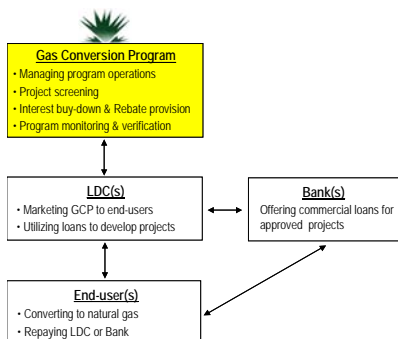 Gas Conversion Program
• Managing program operations
• Project screening
• Interest buy-down & Rebate provision
• Program monitoring & verification
LDC(s)
• Marketing GCP to end-users
• Utilizing loans to develop projects
Bank(s)
Offering commercial loans for
approved projects
End-user(s)
• Converting to natural gas
• Repaying LDC or Bank